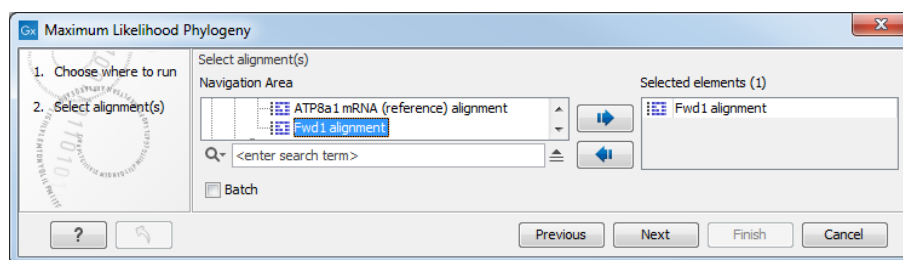 Gx Maximum Likelihood Phylogeny
1. Choose where to run
2. Select alignment(s)
Select alignment(s)
Navigation Area
ATP8a1 mRNA (reference) alignment
Fwd1 alignment
<enter search term>
Batch
Selected elements (1)
Fwd1 alignment
?
Previous
Next
Finish
Cancel